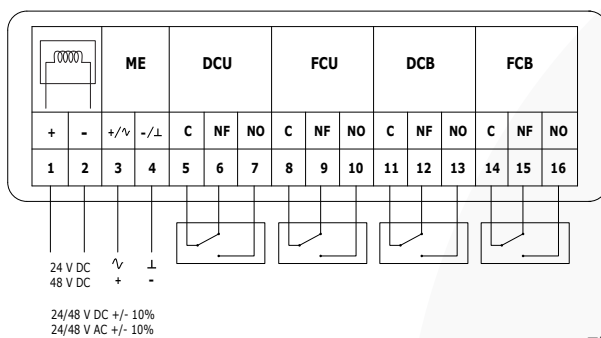 ME DCU FCU DCB FCB
+ - +/∿ -/⊥ C NF NO C NF NO C NF NO C NF NO
1 2 3 4 5 6 7 8 9 10 11 12 13 14 15 16
24 V DC ∿ ⊥
48 V DC + -
24/48 V DC +/- 10%
24/48 V AC +/- 10%